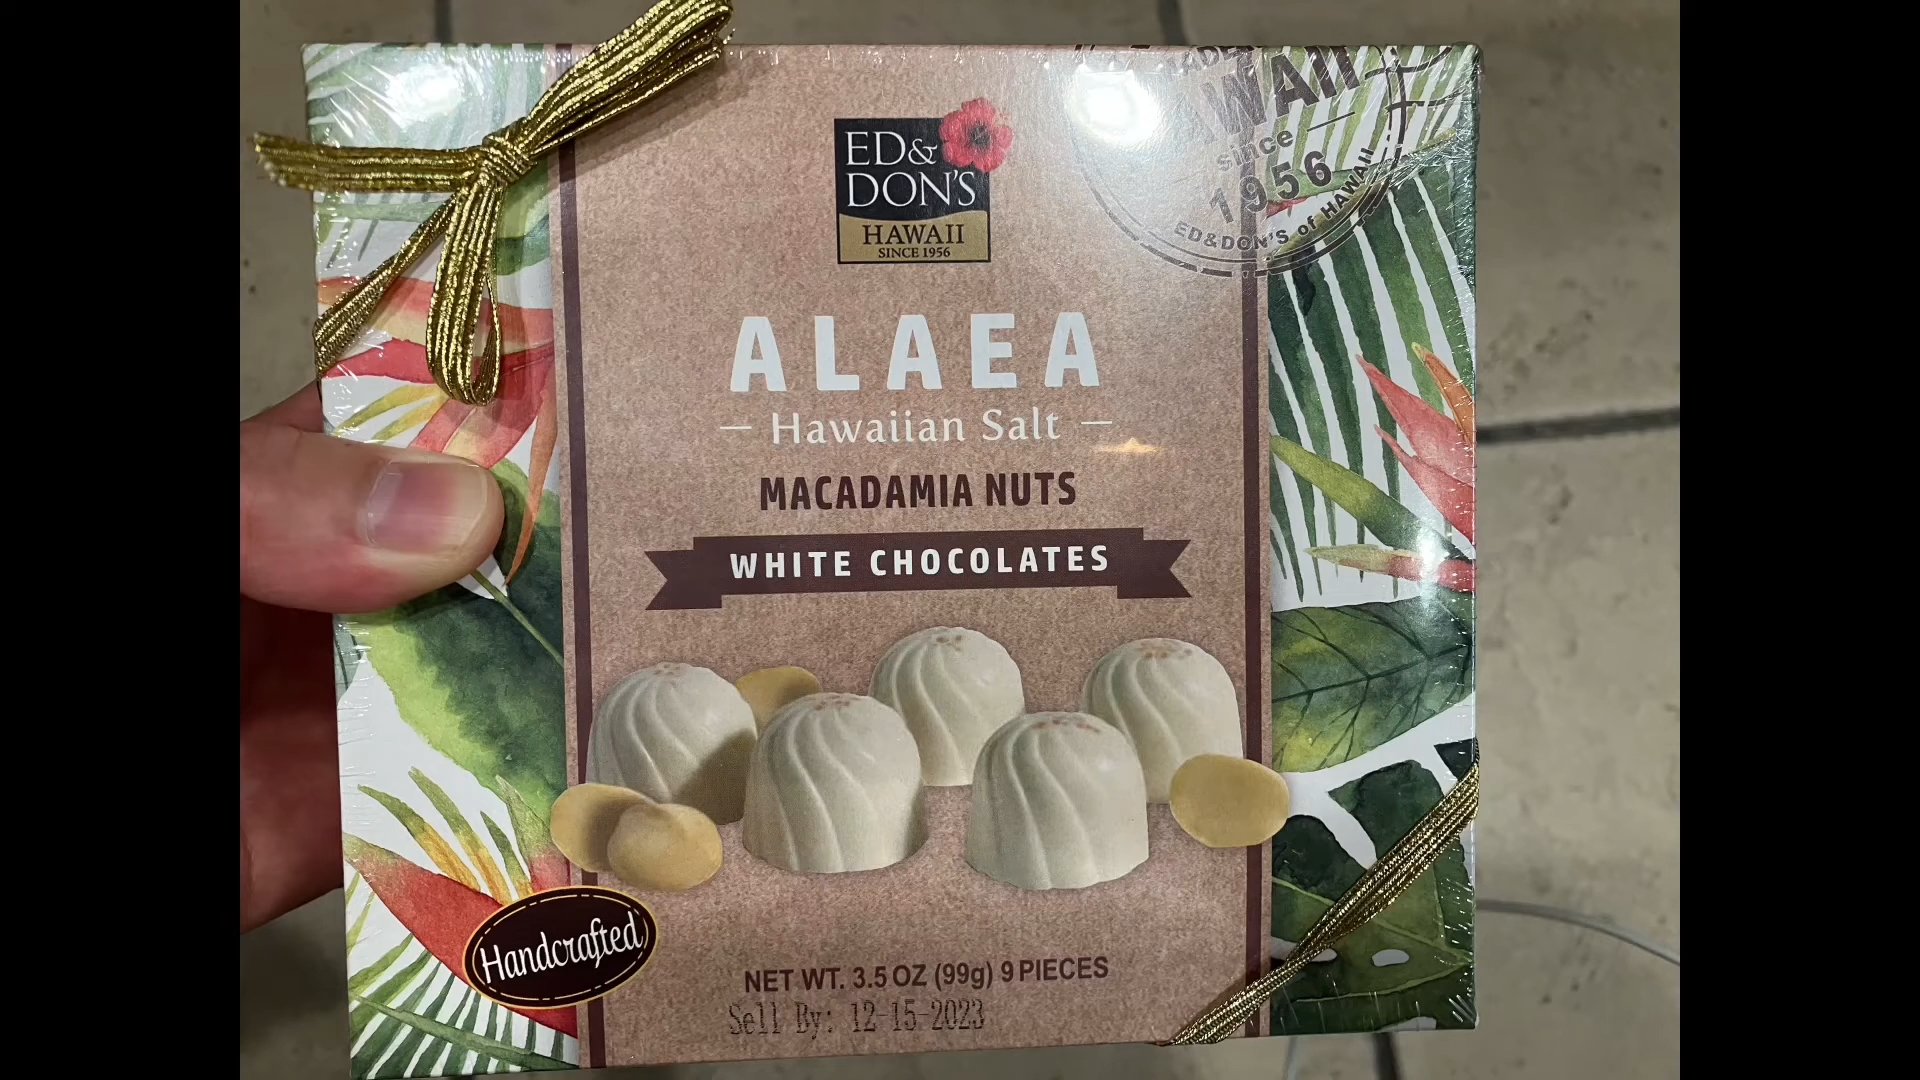 ED&
DON'S
HAWAII
SINCE 1956
WAII
since
1956
ED&DON'S of HAWAII
ALAEA
Hawaiian Salt
MACADAMIA NUTS
WHITE CHOCOLATES
Handcrafted
NET WT. 3.5 OZ (99g) 9 PIECES
Sell By: 12-15-2023